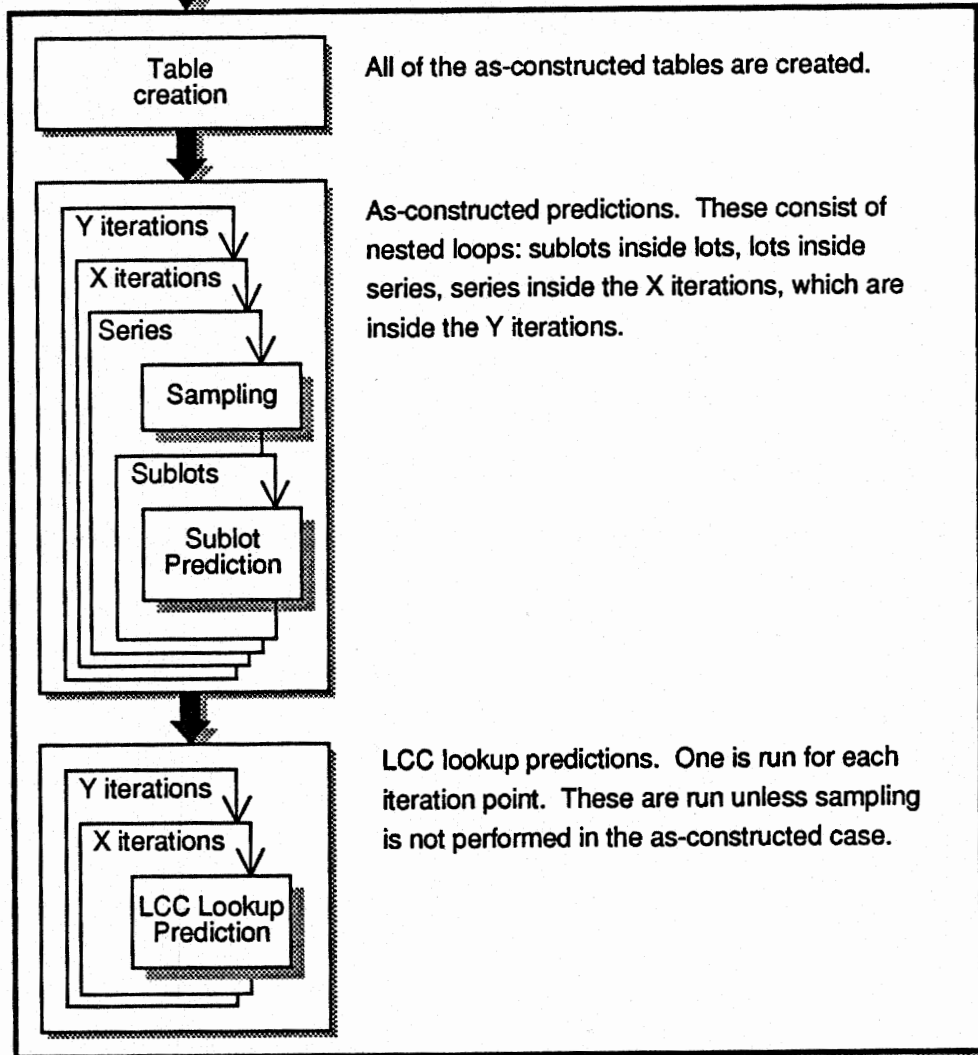 Table
creation
All of the as-constructed tables are created.
Y iterations
X iterations
Series
Sampling
Sublots
Sublot
Prediction
As-constructed predictions. These consist of
nested loops: sublots inside lots, lots inside
series, series inside the X iterations, which are
inside the Y iterations.
Y iterations
X iterations
LCC Lookup
Prediction
LCC lookup predictions. One is run for each
iteration point. These are run unless sampling
is not performed in the as-constructed case.